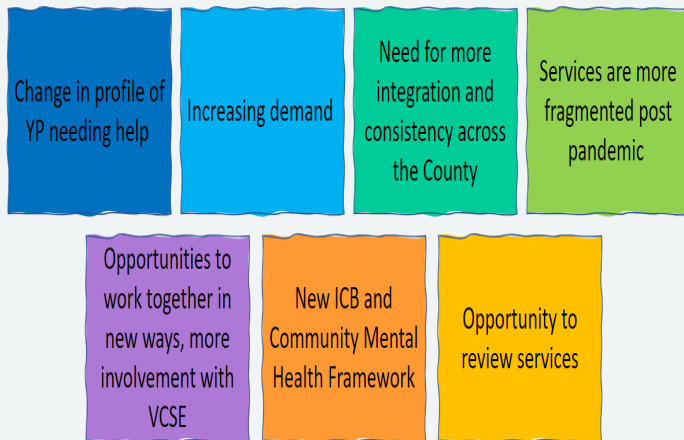 Change in profile of
YP needing help
Increasing demand
Need for more
integration and
consistency across
the County
Services are more
fragmented post
pandemic
Opportunities to
work together in
new ways, more
involvement with
VCSE
New ICB and
Community Mental
Health Framework
Opportunity to
review services